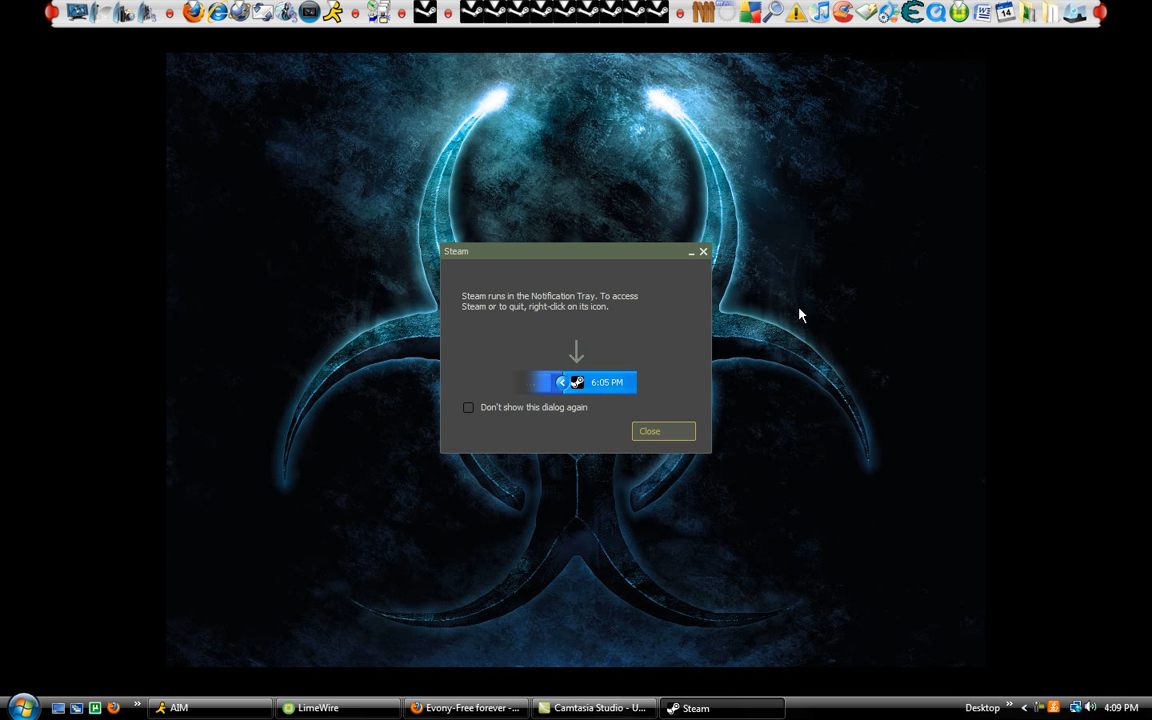 14
Steam
Steam runs in the Notification Tray. To access
Steam or to quit, right-click on its icon.
6:05 PM
Don't show this dialog again
Close
AIM
LimeWire
Evony-Free forever -...
Camtasia Studio - U...
Steam
Desktop
4:09 PM